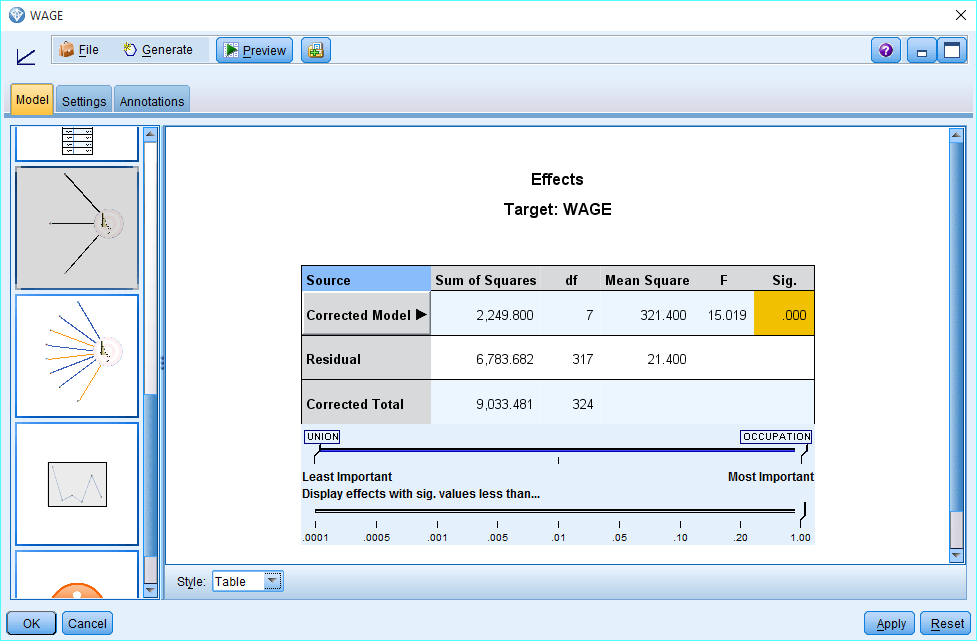 WAGE
File Generate Preview
Model Settings Annotations
Effects
Target: WAGE
Source Sum of Squares df Mean Square F Sig.
Corrected Model 2,249.800 7 321.400 15.019 .000
Residual 6,783.682 317 21.400
Corrected Total 9,033.481 324
UNION OCCUPATION
Least Important Most Important
Display effects with sig. values less than...
.0001 .0005 .001 .005 .01 .05 .10 .20 1.00
Style: Table
OK Cancel Apply Reset